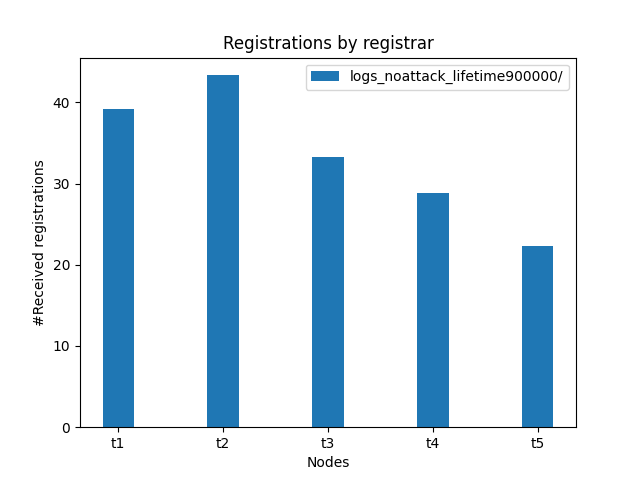 Registrations by registrar
logs_noattack_lifetime900000/
#Received registrations
40
30
20
10
0
t1 t2 t3 t4 t5
Nodes